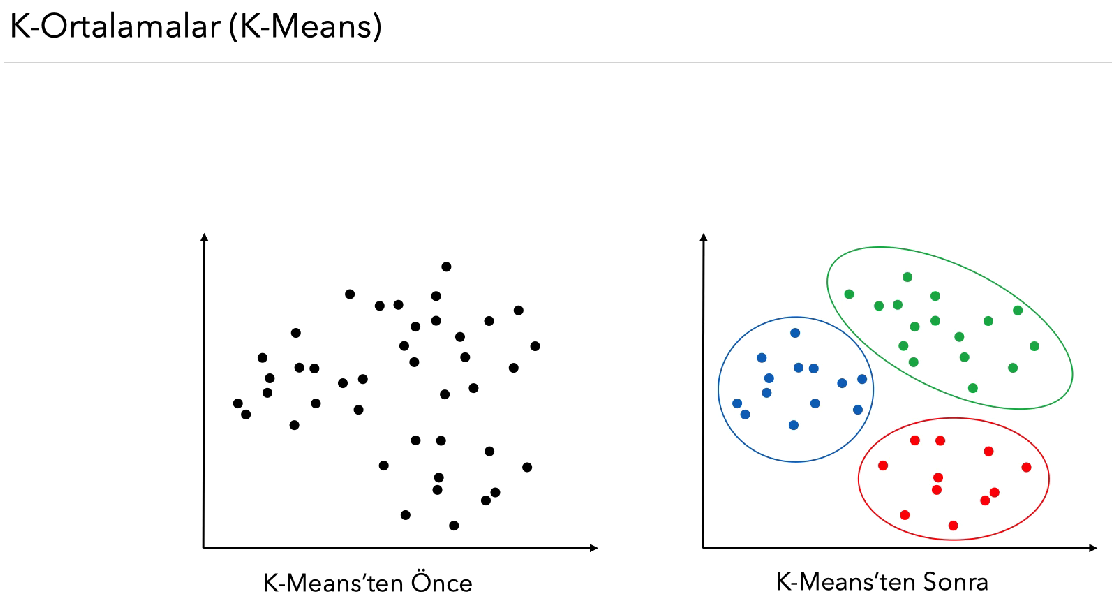 K-Ortalamalar (K-Means)
K-Means’ten Önce
K-Means’ten Sonra